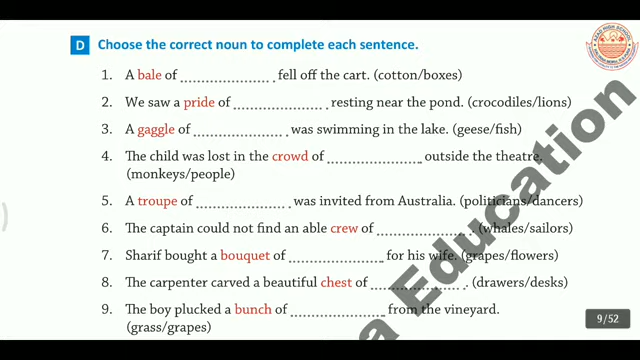 D Choose the correct noun to complete each sentence.
1. A bale of ........................ fell off the cart. (cotton/boxes)
2. We saw a pride of ........................ resting near the pond. (crocodiles/lions)
3. A gaggle of ........................ was swimming in the lake. (geese/fish)
4. The child was lost in the crowd of ........................ outside the theatre.
(monkeys/people)
5. A troupe of ........................ was invited from Australia. (politicians/dancers)
6. The captain could not find an able crew of ........................ . (whales/sailors)
7. Sharif bought a bouquet of ........................ for his wife. (grapes/flowers)
8. The carpenter carved a beautiful chest of ........................ . (drawers/desks)
9. The boy plucked a bunch of ........................ from the vineyard.
(grass/grapes)
Education
9/52